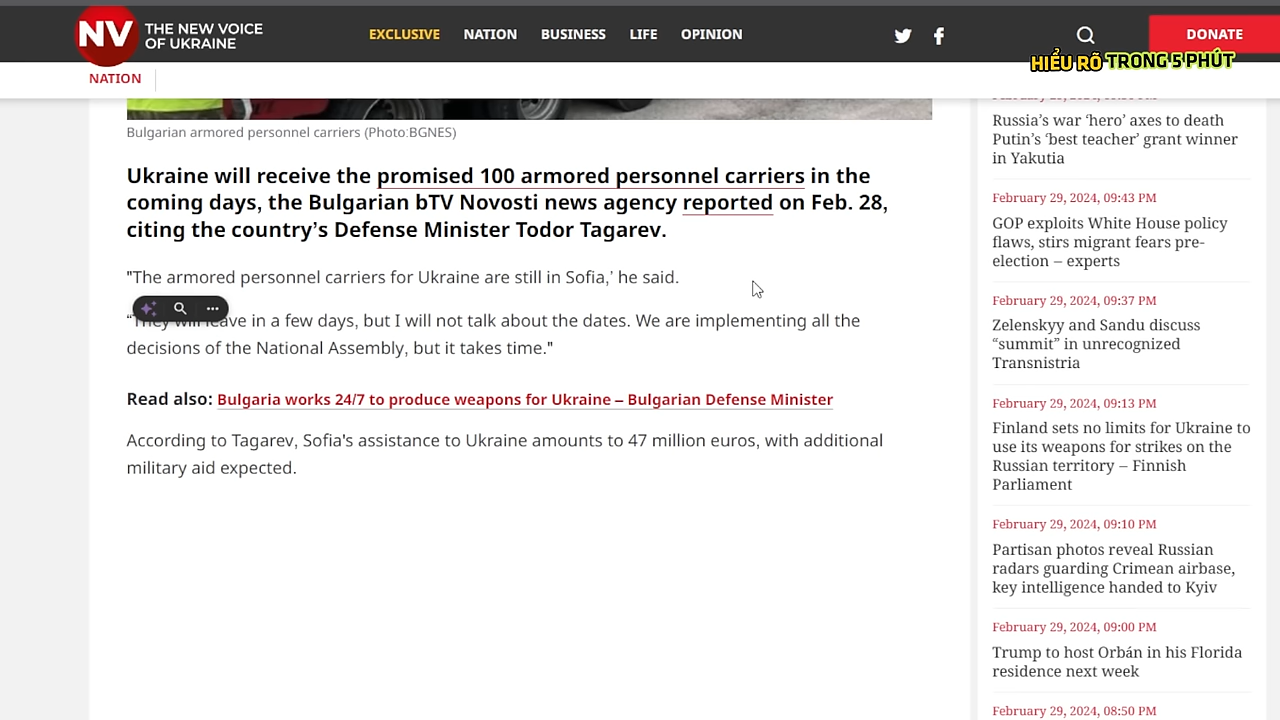 NV THE NEW VOICE
OF UKRAINE
EXCLUSIVE NATION BUSINESS LIFE OPINION
DONATE
HIỂU RÕ TRONG 5 PHÚT
NATION
Bulgarian armored personnel carriers (Photo:BGNES)
Ukraine will receive the promised 100 armored personnel carriers in the
coming days, the Bulgarian bTV Novosti news agency reported on Feb. 28,
citing the country’s Defense Minister Todor Tagarev.
"The armored personnel carriers for Ukraine are still in Sofia,’ he said.
“They will leave in a few days, but I will not talk about the dates. We are implementing all the
decisions of the National Assembly, but it takes time."
Read also: Bulgaria works 24/7 to produce weapons for Ukraine – Bulgarian Defense Minister
According to Tagarev, Sofia's assistance to Ukraine amounts to 47 million euros, with additional
military aid expected.
Russia’s war ‘hero’ axes to death
Putin’s ‘best teacher’ grant winner
in Yakutia
February 29, 2024, 09:43 PM
GOP exploits White House policy
flaws, stirs migrant fears pre-
election – experts
February 29, 2024, 09:37 PM
Zelenskyy and Sandu discuss
“summit” in unrecognized
Transnistria
February 29, 2024, 09:13 PM
Finland sets no limits for Ukraine to
use its weapons for strikes on the
Russian territory – Finnish
Parliament
February 29, 2024, 09:10 PM
Partisan photos reveal Russian
radars guarding Crimean airbase,
key intelligence handed to Kyiv
February 29, 2024, 09:00 PM
Trump to host Orbán in his Florida
residence next week
February 29, 2024, 08:50 PM